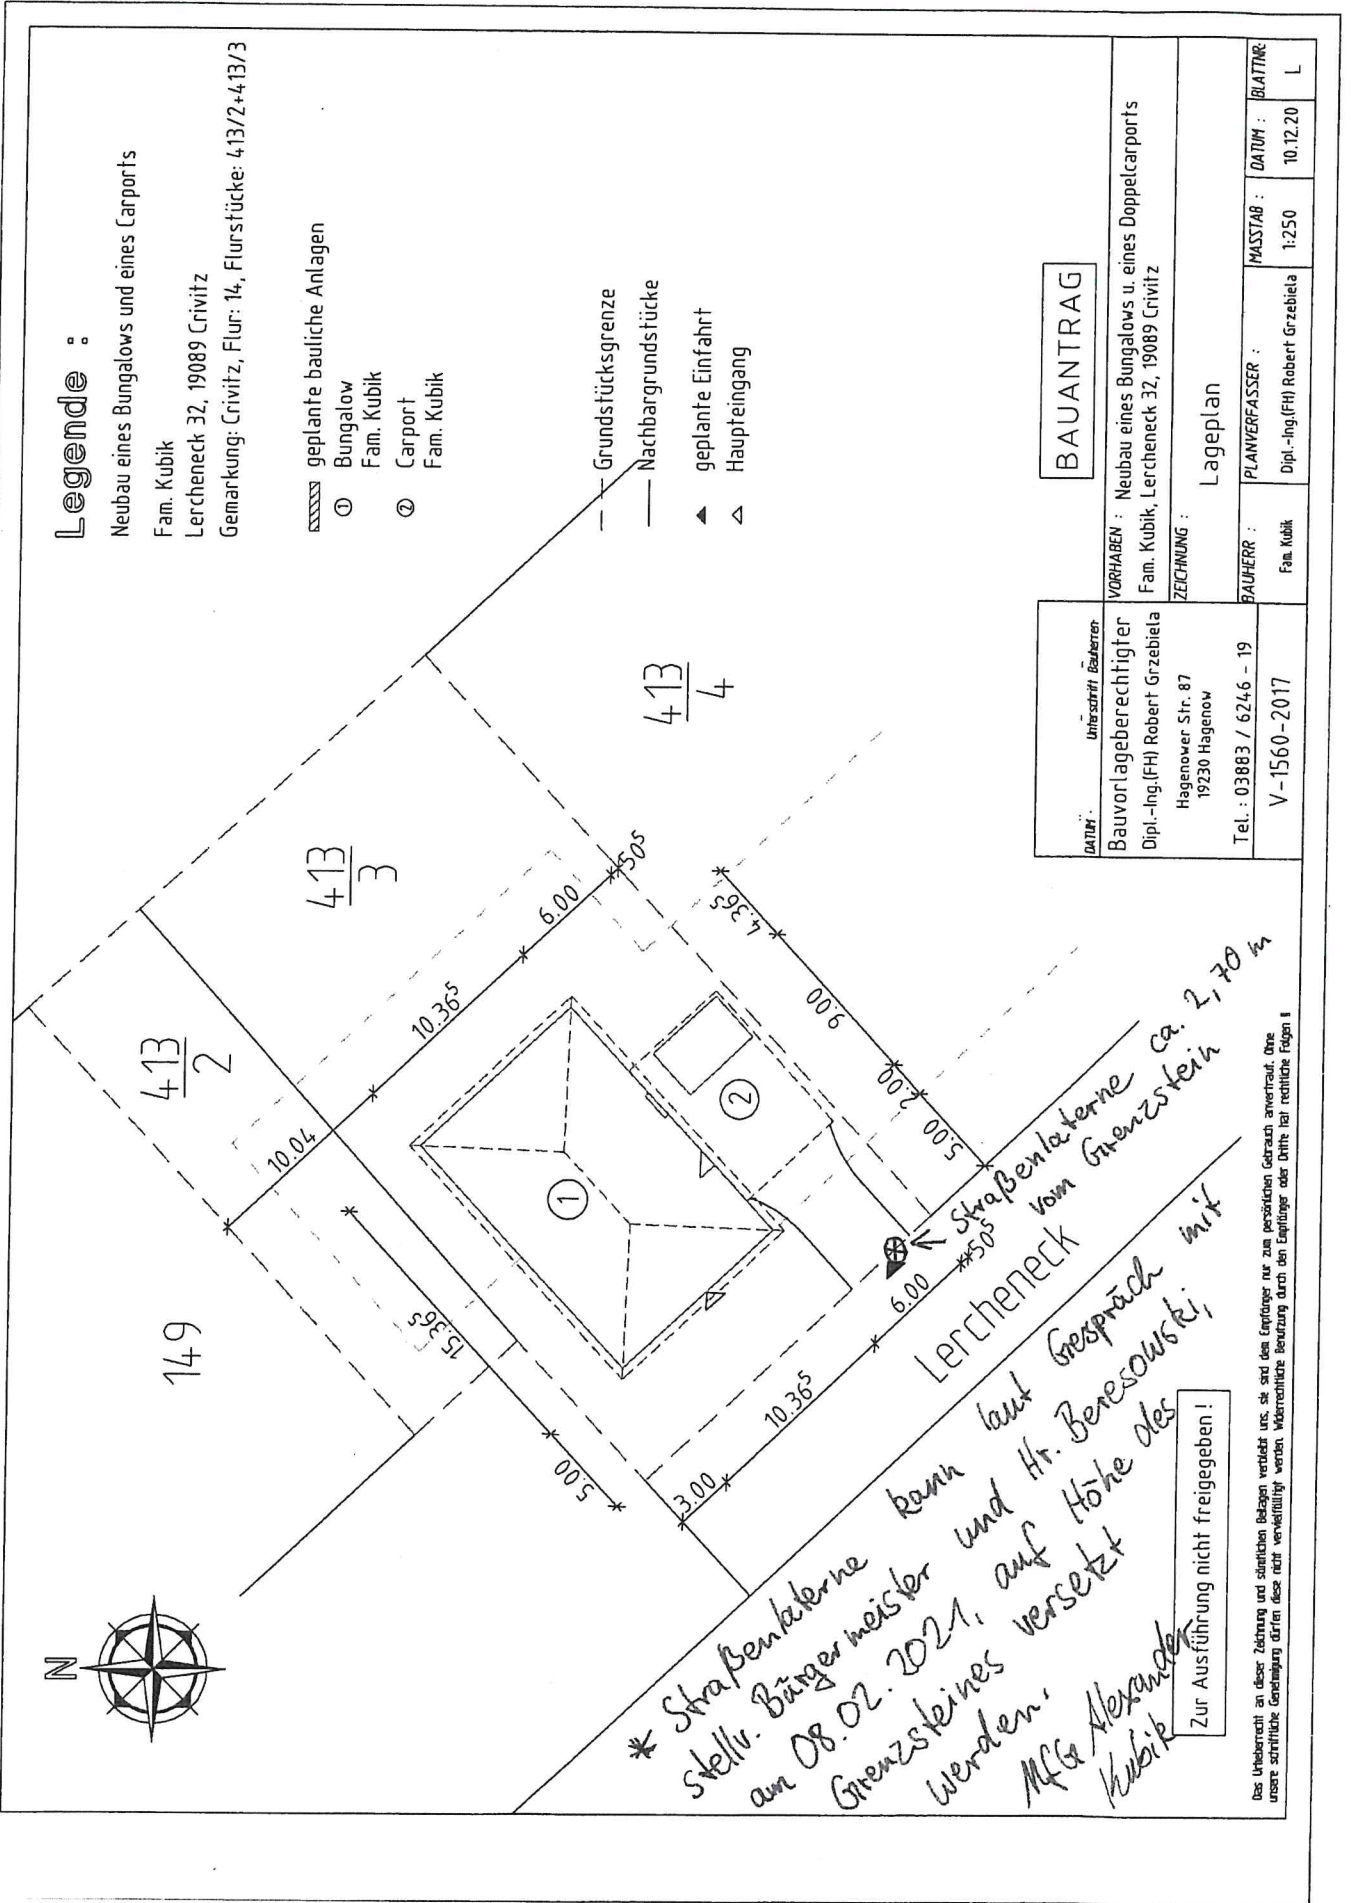 Legende :
Neubau eines Bungalows und eines Carports
Fam. Kubik
Lercheneck 32, 19089 Crivitz
Gemarkung: Crivitz, Flur: 14, Flurstücke: 413/2+413/3
geplante bauliche Anlagen
① Bungalow
Fam. Kubik
② Carport
Fam. Kubik
Grundstücksgrenze
Nachbargrundstücke
geplante Einfahrt
Haupteingang
N
149
413
2
413
3
413
4
10.04
10.36⁵
6.00
50⁵
15.36⁵
5.00
4.36⁵
9.00
2.00
5.00
①
②
3.00
10.36⁵
6.00
50⁵
Lercheneck
Straßenlaterne ca. 2,70 m
vom Grenzstein
* Straßenlaterne kann laut Gespräch mit
stellv. Bürgermeister und Hr. Beresowski,
am 08.02.2021, auf Höhe des
Grenzsteines versetzt
werden.
MfG Alexander
Kubik
Zur Ausführung nicht freigegeben !
BAUANTRAG
DATUM : Unterschrift Bauherren
Bauvorlageberechtigter
Dipl.-Ing.(FH) Robert Grzebiela
Hagenower Str. 87
19230 Hagenow
Tel. : 03883 / 6246 - 19
V-1560-2017
VORHABEN : Neubau eines Bungalows u. eines Doppelcarports
Fam. Kubik, Lercheneck 32, 19089 Crivitz
ZEICHNUNG :
Lageplan
BAUHERR : PLANVERFASSER : MASSTAB : DATUM : BLATTNR:
Fam. Kubik Dipl.-Ing.(FH) Robert Grzebiela 1:250 10.12.20 L
Das Urheberrecht an dieser Zeichnung und sämtlichen Beilagen verbleibt uns, sie sind dem Empfänger nur zum persönlichen Gebrauch anvertraut. Ohne
unsere schriftliche Genehmigung dürfen diese nicht vervielfältigt werden. Widerrechtliche Benutzung durch den Empfänger oder Dritte hat rechtliche Folgen !